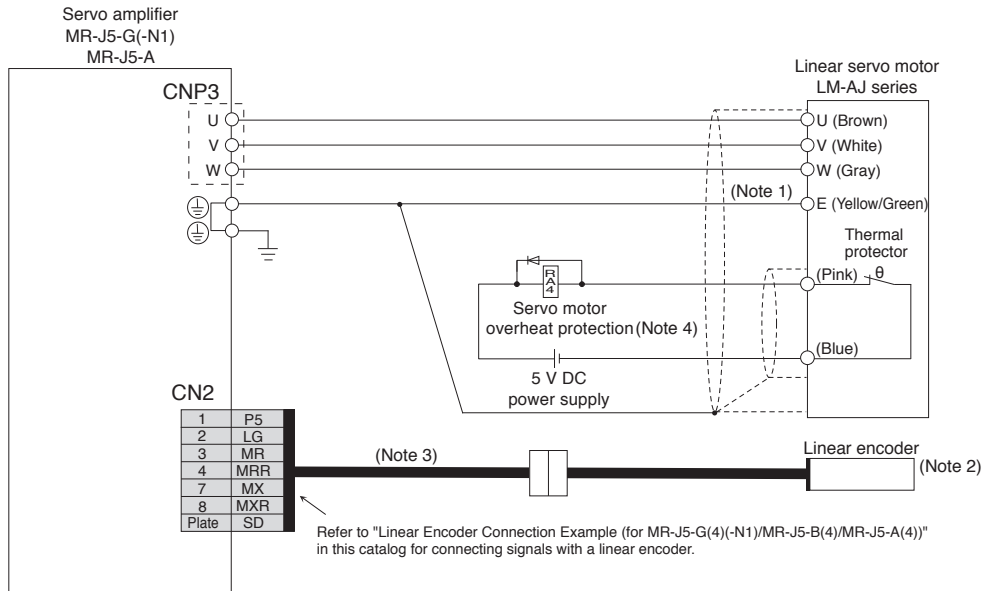 Servo amplifier
MR-J5-G(-N1)
MR-J5-A
Linear servo motor
LM-AJ series
CNP3
U
U (Brown)
V
V (White)
W
W (Gray)
(Note 1)
E (Yellow/Green)
Thermal
protector
(Pink)
θ
RA4
Servo motor
overheat protection(Note 4)
(Blue)
5 V DC
power supply
CN2
1 P5
2 LG
3 MR
4 MRR
7 MX
8 MXR
Plate SD
(Note 3)
Linear encoder
(Note 2)
Refer to "Linear Encoder Connection Example (for MR-J5-G(4)(-N1)/MR-J5-B(4)/MR-J5-A(4))"
in this catalog for connecting signals with a linear encoder.